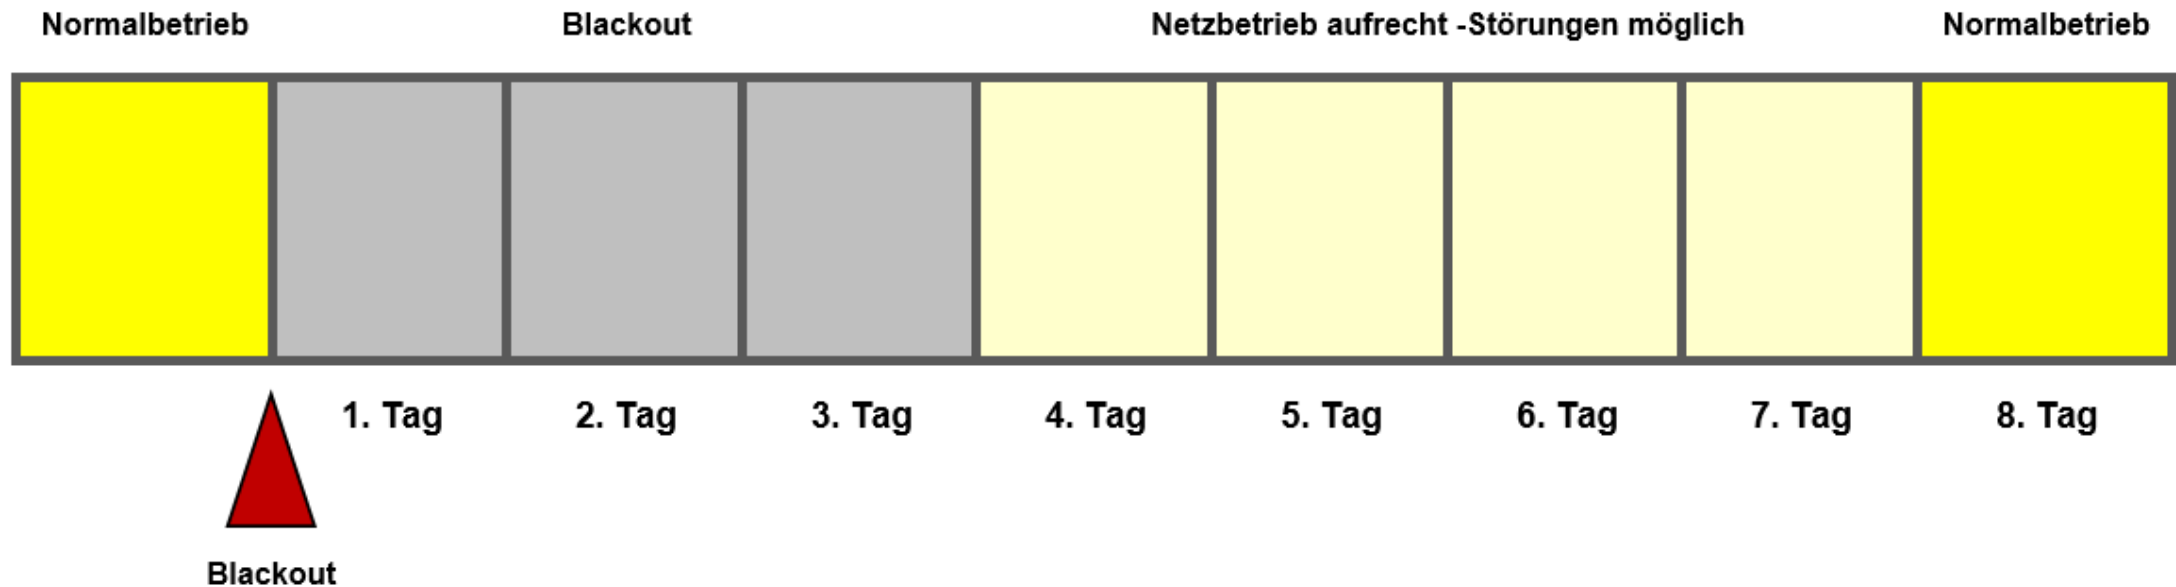 Normalbetrieb
Blackout
Netzbetrieb aufrecht -Störungen möglich
Normalbetrieb
1. Tag
2. Tag
3. Tag
4. Tag
5. Tag
6. Tag
7. Tag
8. Tag
Blackout